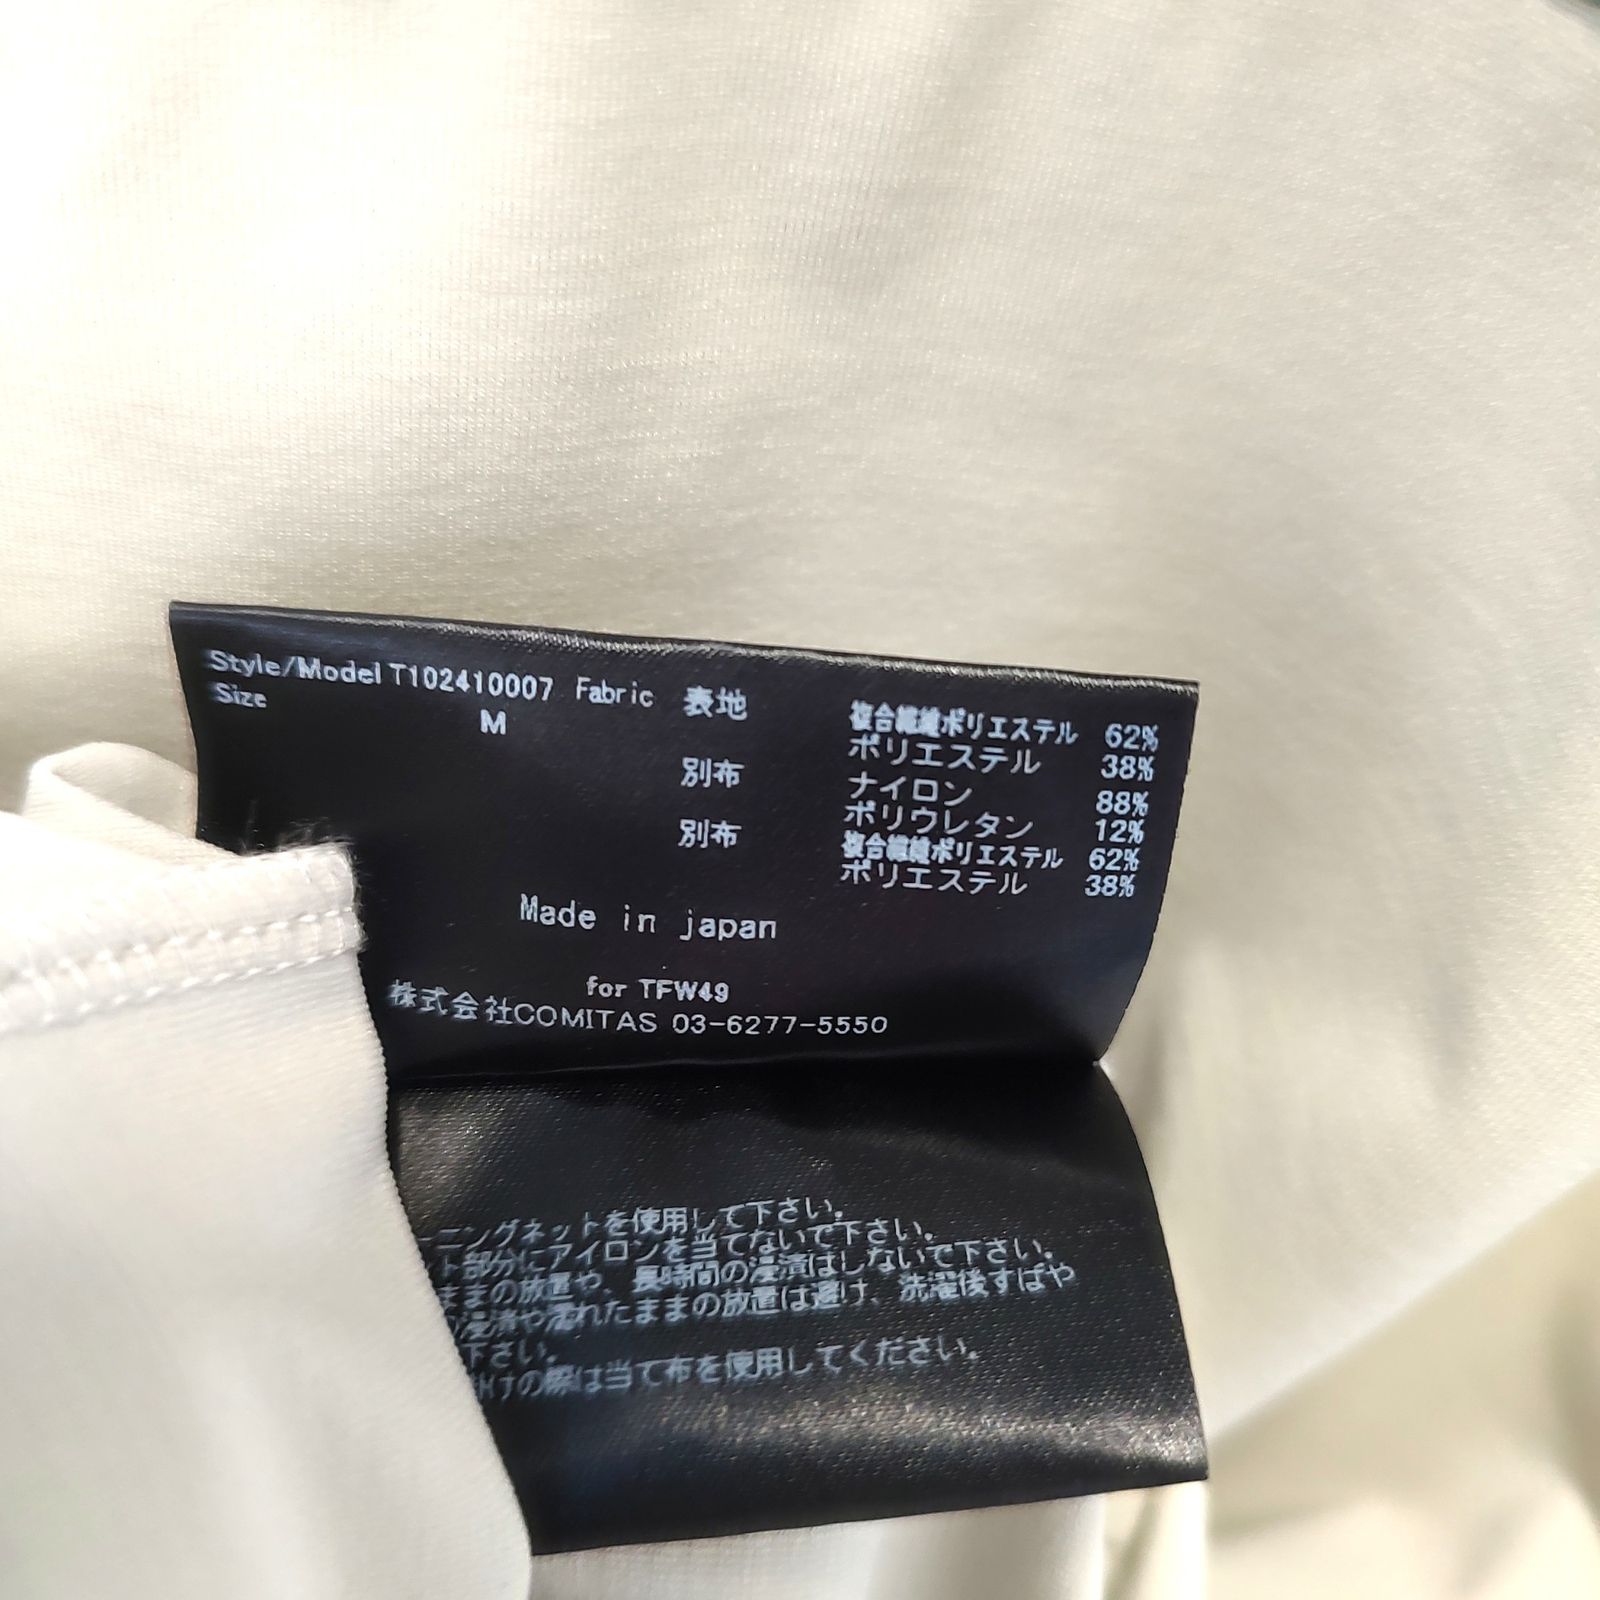 Style/Model T102410007 Fabric 表地 複合繊維ポリエステル 62%
Size M ポリエステル 38%
別布 ナイロン 88%
ポリウレタン 12%
別布 複合繊維ポリエステル 62%
ポリエステル 38%
Made in japan
for TFW49
株式会社COMITAS 03-6277-5550
ーニングネットを使用して下さい。
ト部分にアイロンを当てないで下さい。
ままの放置や、長時間の浸漬はしないで下さい。
浸漬や濡れたままの放置は避け、洗濯後すばや
下さい。
掛けの際は当て布を使用してください。